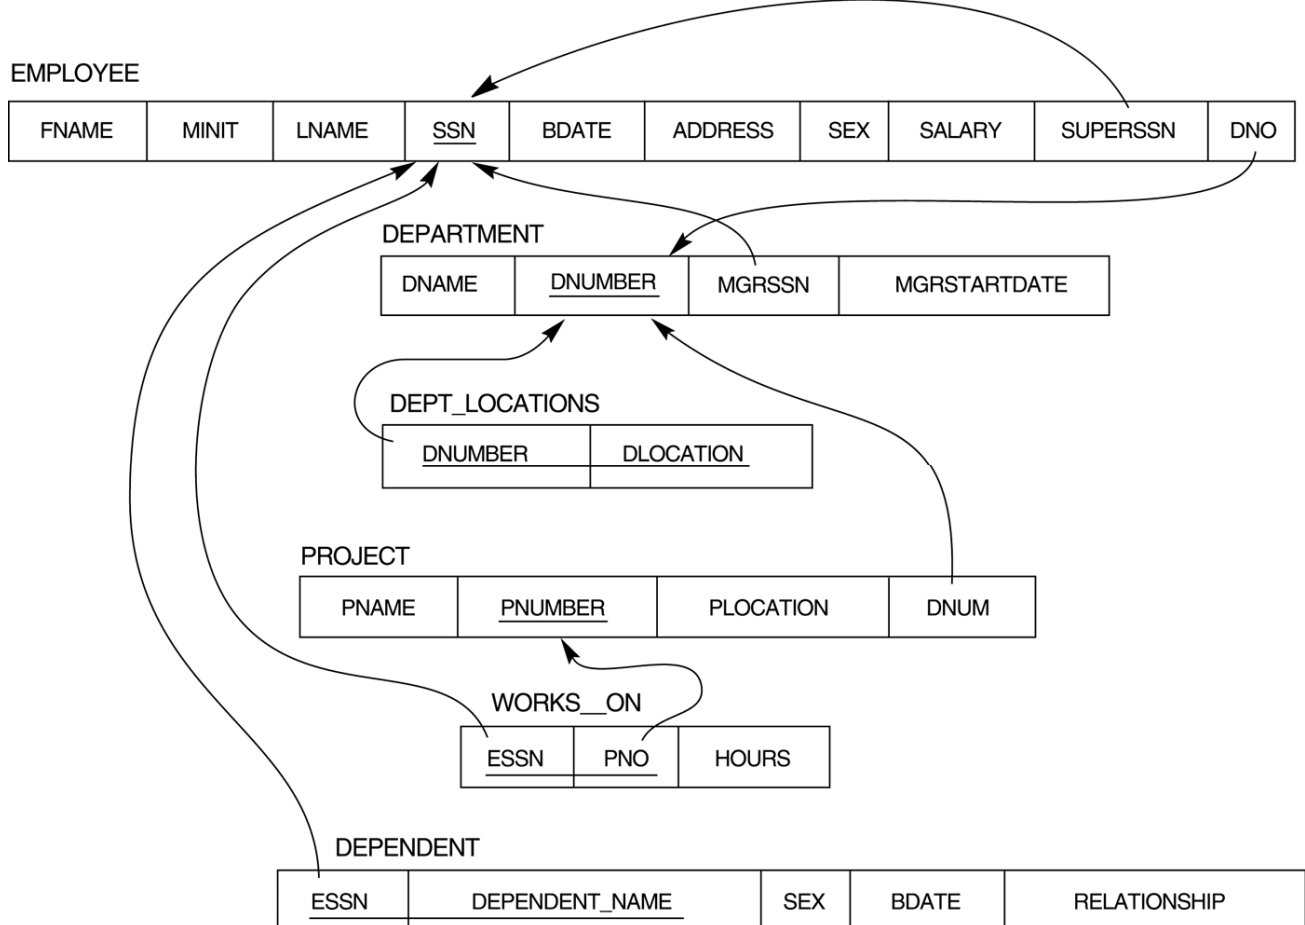 EMPLOYEE
FNAME MINIT LNAME SSN BDATE ADDRESS SEX SALARY SUPERSSN DNO
DEPARTMENT
DNAME DNUMBER MGRSSN MGRSTARTDATE
DEPT_LOCATIONS
DNUMBER DLOCATION
PROJECT
PNAME PNUMBER PLOCATION DNUM
WORKS__ON
ESSN PNO HOURS
DEPENDENT
ESSN DEPENDENT_NAME SEX BDATE RELATIONSHIP